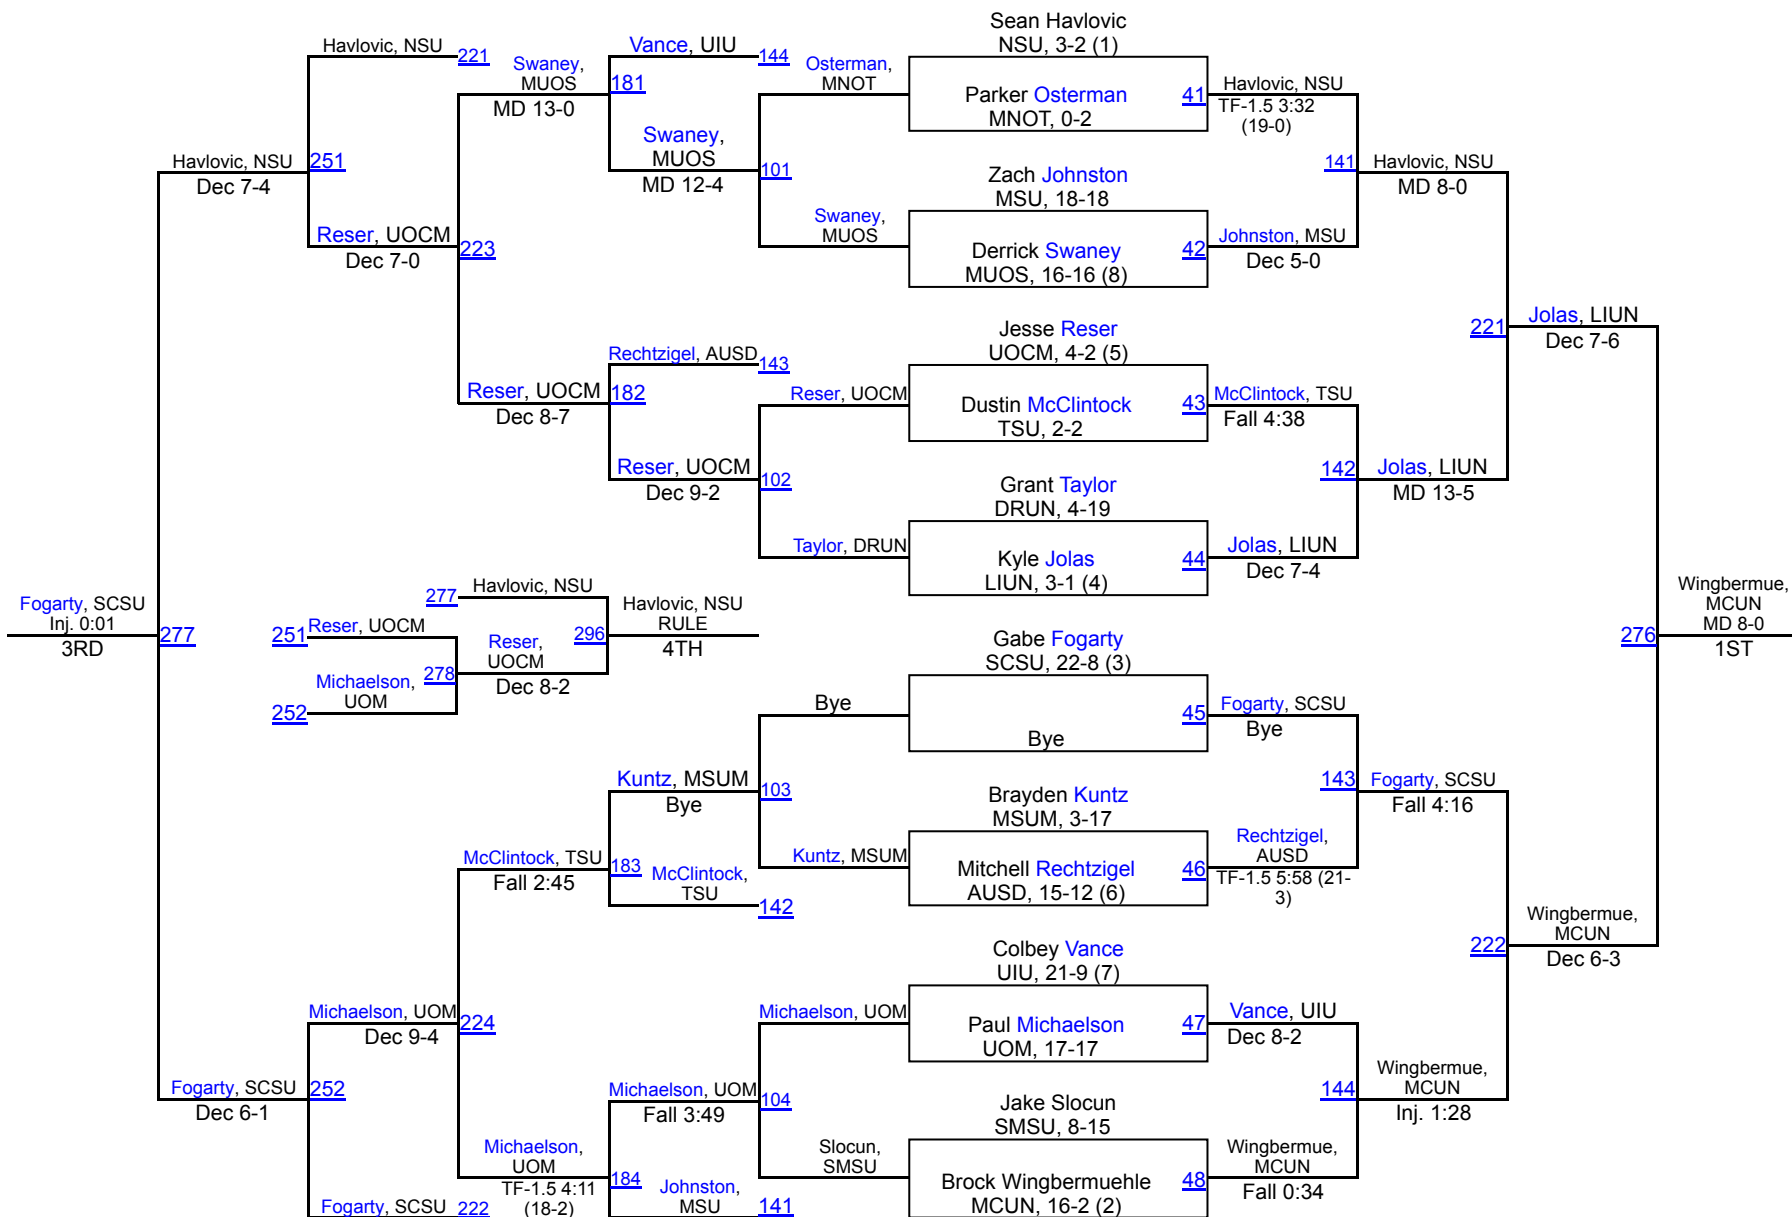 Sean Havlovic
NSU, 3-2 (1)
Havlovic, NSU
221
Swaney,
MUOS
MD 13-0
Vance, UIU
144
181
Osterman,
MNOT
Parker Osterman
MNOT, 0-2
41
Havlovic, NSU
TF-1.5 3:32
(19-0)
Swaney,
MUOS
MD 12-4
101
Havlovic, NSU
Dec 7-4
251
Zach Johnston
MSU, 18-18
141
Havlovic, NSU
MD 8-0
Swaney,
MUOS
Derrick Swaney
MUOS, 16-16 (8)
42
Johnston, MSU
Dec 5-0
Reser, UOCM
Dec 7-0
223
Jesse Reser
UOCM, 4-2 (5)
221
Jolas, LIUN
Dec 7-6
Rechtzigel, AUSD
143
Reser, UOCM
Dec 8-7
182
Reser, UOCM
Dustin McClintock
TSU, 2-2
43
McClintock, TSU
Fall 4:38
Reser, UOCM
Dec 9-2
102
Grant Taylor
DRUN, 4-19
142
Jolas, LIUN
MD 13-5
Taylor, DRUN
Kyle Jolas
LIUN, 3-1 (4)
44
Jolas, LIUN
Dec 7-4
277
Havlovic, NSU
Fogarty, SCSU
Inj. 0:01
3RD
277
251
Reser, UOCM
Reser,
UOCM
Dec 8-2
296
Havlovic, NSU
RULE
4TH
278
Michaelson,
UOM
252
Gabe Fogarty
SCSU, 22-8 (3)
276
Wingbermue,
MCUN
MD 8-0
1ST
Bye
Bye
45
Fogarty, SCSU
Bye
Kuntz, MSUM
Bye
103
Brayden Kuntz
MSUM, 3-17
143
Fogarty, SCSU
Fall 4:16
McClintock, TSU
Fall 2:45
183
McClintock,
TSU
142
Kuntz, MSUM
Mitchell Rechtzigel
AUSD, 15-12 (6)
46
Rechtzigel,
AUSD
TF-1.5 5:58 (21-
3)
Colbey Vance
UIU, 21-9 (7)
222
Wingbermue,
MCUN
Dec 6-3
Michaelson, UOM
Dec 9-4
224
Michaelson, UOM
Paul Michaelson
UOM, 17-17
47
Vance, UIU
Dec 8-2
Fogarty, SCSU
Dec 6-1
252
Michaelson, UOM
Fall 3:49
104
Jake Slocun
SMSU, 8-15
144
Wingbermue,
MCUN
Inj. 1:28
Michaelson,
UOM
TF-1.5 4:11
(18-2)
184
Johnston,
MSU
141
Slocun,
SMSU
Brock Wingbermuehle
MCUN, 16-2 (2)
48
Wingbermue,
MCUN
Fall 0:34
Fogarty, SCSU
222